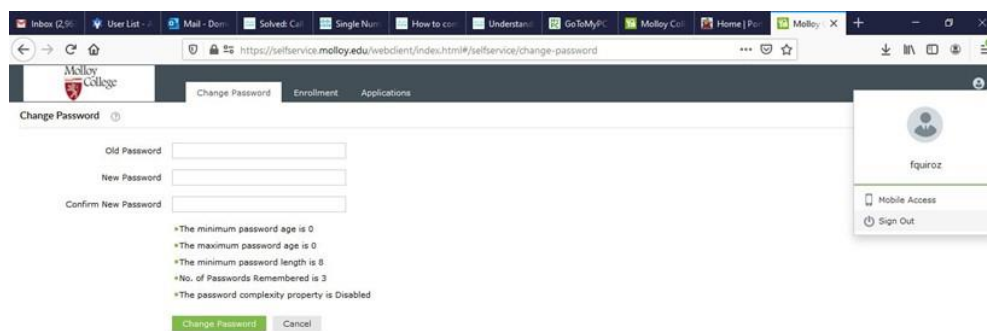 Inbox (2,96
User List - A
Mail - Dom
Solved: Cal
Single Num
How to con
Understand
GoToMyPC
Molloy Col
Home | Por
Molloy
https://selfservice.molloy.edu/webclient/index.html#/selfservice/change-password
Molloy
College
Change Password Enrollment Applications
Change Password
fquiroz
Old Password
New Password
Mobile Access
Confirm New Password
Sign Out
*The minimum password age is 0
*The maximum password age is 0
*The minimum password length is 8
*No. of Passwords Remembered is 3
*The password complexity property is Disabled
Change Password Cancel